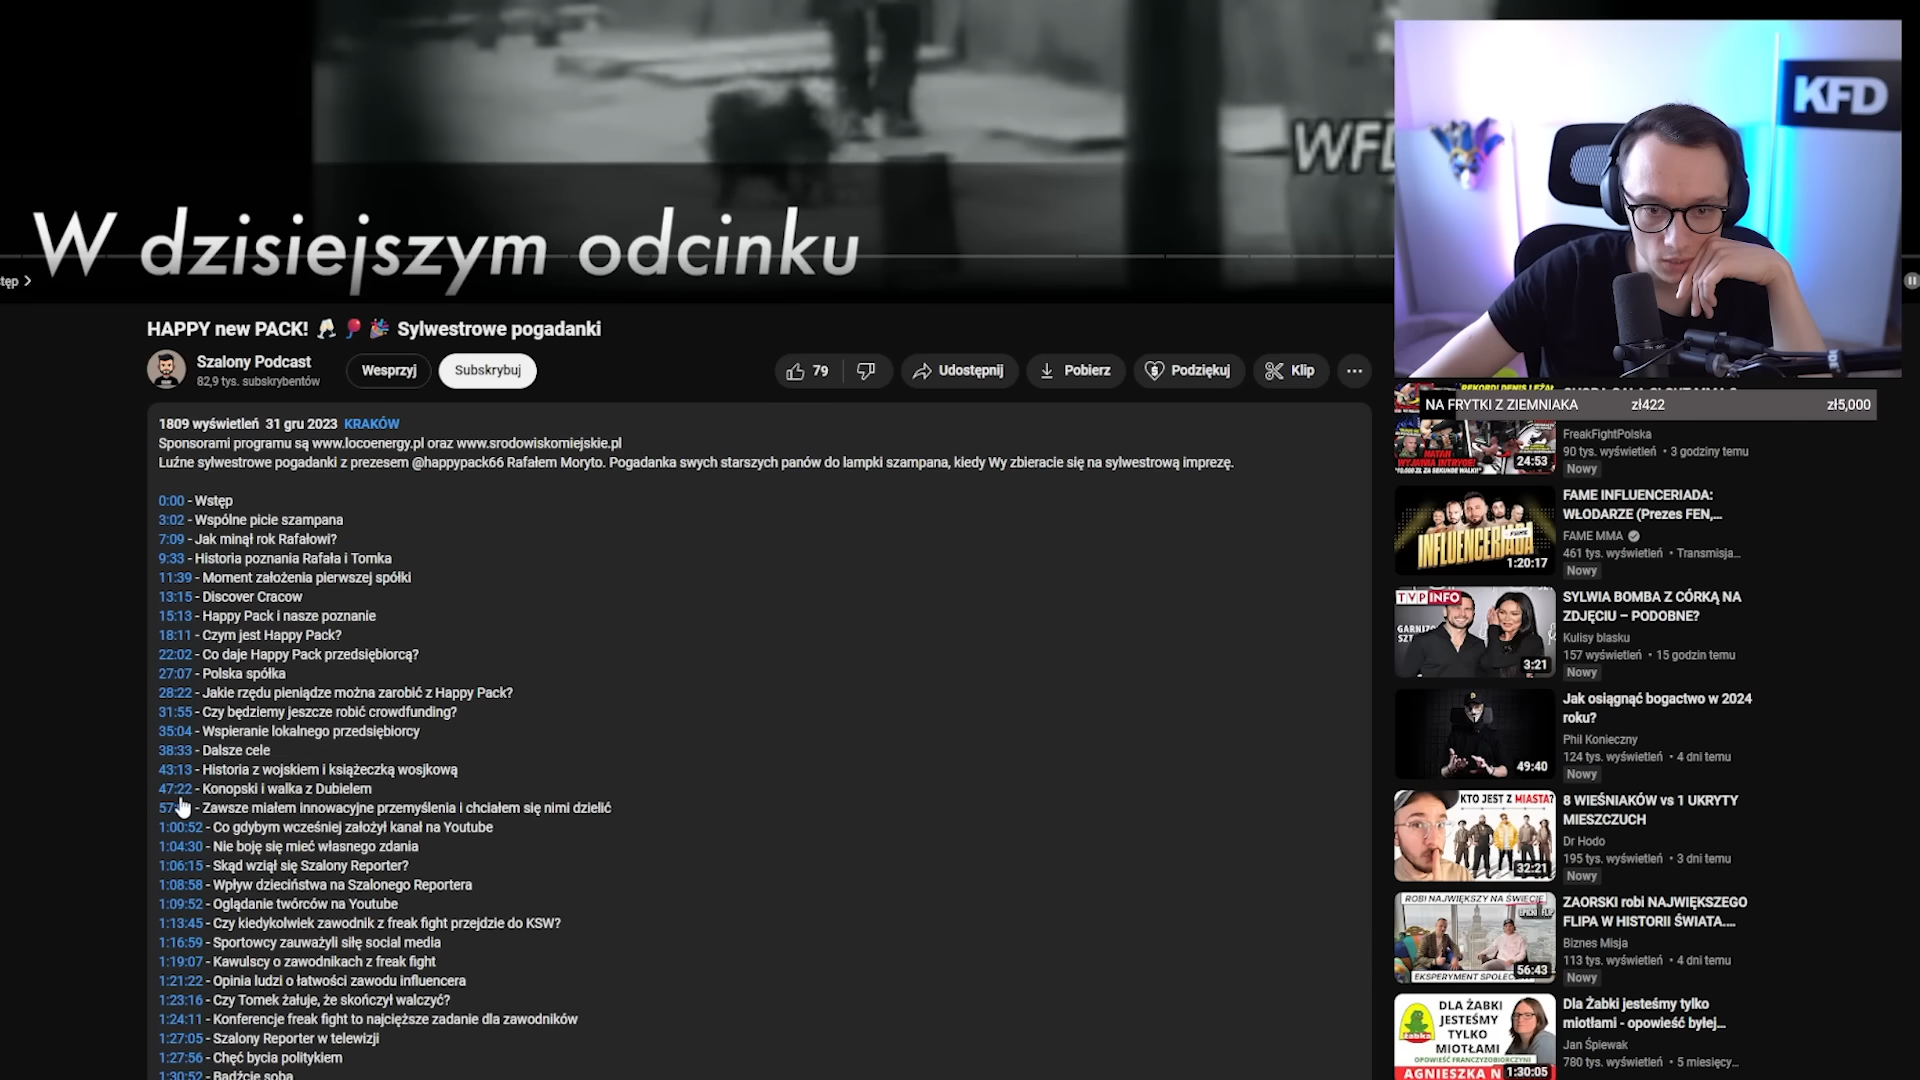 W dzisiejszym odcinku
WF
KFD
HAPPY new PACK! 🥂 🎈 🎉 Sylwestrowe pogadanki
Szalony Podcast
82,9 tys. subskrybentów
Wesprzyj
Subskrybuj
79
Udostępnij
Pobierz
Podziękuj
Klip
1809 wyświetleń 31 gru 2023 KRAKÓW
Sponsorami programu są www.locoenergy.pl oraz www.srodowiskomiejskie.pl
Luźne sylwestrowe pogadanki z prezesem @happypack66 Rafałem Moryto. Pogadanka swych starszych panów do lampki szampana, kiedy Wy zbieracie się na sylwestrową imprezę.
0:00 - Wstęp
3:02 - Wspólne picie szampana
7:09 - Jak minął rok Rafałowi?
9:33 - Historia poznania Rafała i Tomka
11:39 - Moment założenia pierwszej spółki
13:15 - Discover Cracow
15:13 - Happy Pack i nasze poznanie
18:11 - Czym jest Happy Pack?
22:02 - Co daje Happy Pack przedsiębiorcą?
27:07 - Polska spółka
28:22 - Jakie rzędu pieniądze można zarobić z Happy Pack?
31:55 - Czy będziemy jeszcze robić crowdfunding?
35:04 - Wspieranie lokalnego przedsiębiorcy
38:33 - Dalsze cele
43:13 - Historia z wojskiem i książeczką wosjkową
47:22 - Konopski i walka z Dubielem
57 - Zawsze miałem innowacyjne przemyślenia i chciałem się nimi dzielić
1:00:52 - Co gdybym wcześniej założył kanał na Youtube
1:04:30 - Nie boję się mieć własnego zdania
1:06:15 - Skąd wziął się Szalony Reporter?
1:08:58 - Wpływ dzieciństwa na Szalonego Reportera
1:09:52 - Oglądanie twórców na Youtube
1:13:45 - Czy kiedykolwiek zawodnik z freak fight przejdzie do KSW?
1:16:59 - Sportowcy zauważyli siłę social media
1:19:07 - Kawulscy o zawodnikach z freak fight
1:21:22 - Opinia ludzi o łatwości zawodu influencera
1:23:16 - Czy Tomek żałuje, że skończył walczyć?
1:24:11 - Konferencje freak fight to najcięższe zadanie dla zawodników
1:27:05 - Szalony Reporter w telewizji
1:27:56 - Chęć bycia politykiem
1:30:52 - Bądźcie sobą
NA FRYTKI Z ZIEMNIAKA zł422 zł5,000
24:53
FreakFightPolska
90 tys. wyświetleń • 3 godziny temu
Nowy
INFLUENCERIADA
1:20:17
FAME INFLUENCERIADA:
WŁODARZE (Prezes FEN,...
FAME MMA
461 tys. wyświetleń • Transmisja...
Nowy
TVP INFO
3:21
SYLWIA BOMBA Z CÓRKĄ NA
ZDJĘCIU – PODOBNE?
Kulisy blasku
157 wyświetleń • 15 godzin temu
Nowy
49:40
Jak osiągnąć bogactwo w 2024
roku?
Phil Konieczny
124 tys. wyświetleń • 4 dni temu
Nowy
KTO JEST Z MIASTA?
32:21
8 WIEŚNIAKÓW vs 1 UKRYTY
MIESZCZUCH
Dr Hodo
195 tys. wyświetleń • 3 dni temu
Nowy
ROBI NAJWIĘKSZY NA ŚWIECIE
56:43
ZAORSKI robi NAJWIĘKSZEGO
FLIPA W HISTORII ŚWIATA....
Biznes Misja
113 tys. wyświetleń • 4 dni temu
Nowy
DLA ŻABKI
JESTEŚMY
TYLKO
MIOTŁAMI
OPOWIEŚĆ FRANCZYZOBIORCZYNI
AGNIESZKA N
1:30:05
Dla Żabki jesteśmy tylko
miotłami - opowieść byłej...
Jan Śpiewak
780 tys. wyświetleń • 5 miesięcy...